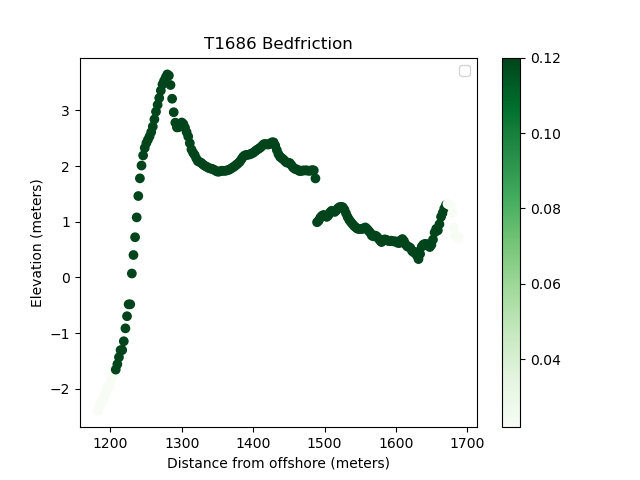 T1686 Bedfriction
Elevation (meters)
3
2
1
0
−1
−2
1200 1300 1400 1500 1600 1700
Distance from offshore (meters)
0.12
0.10
0.08
0.06
0.04